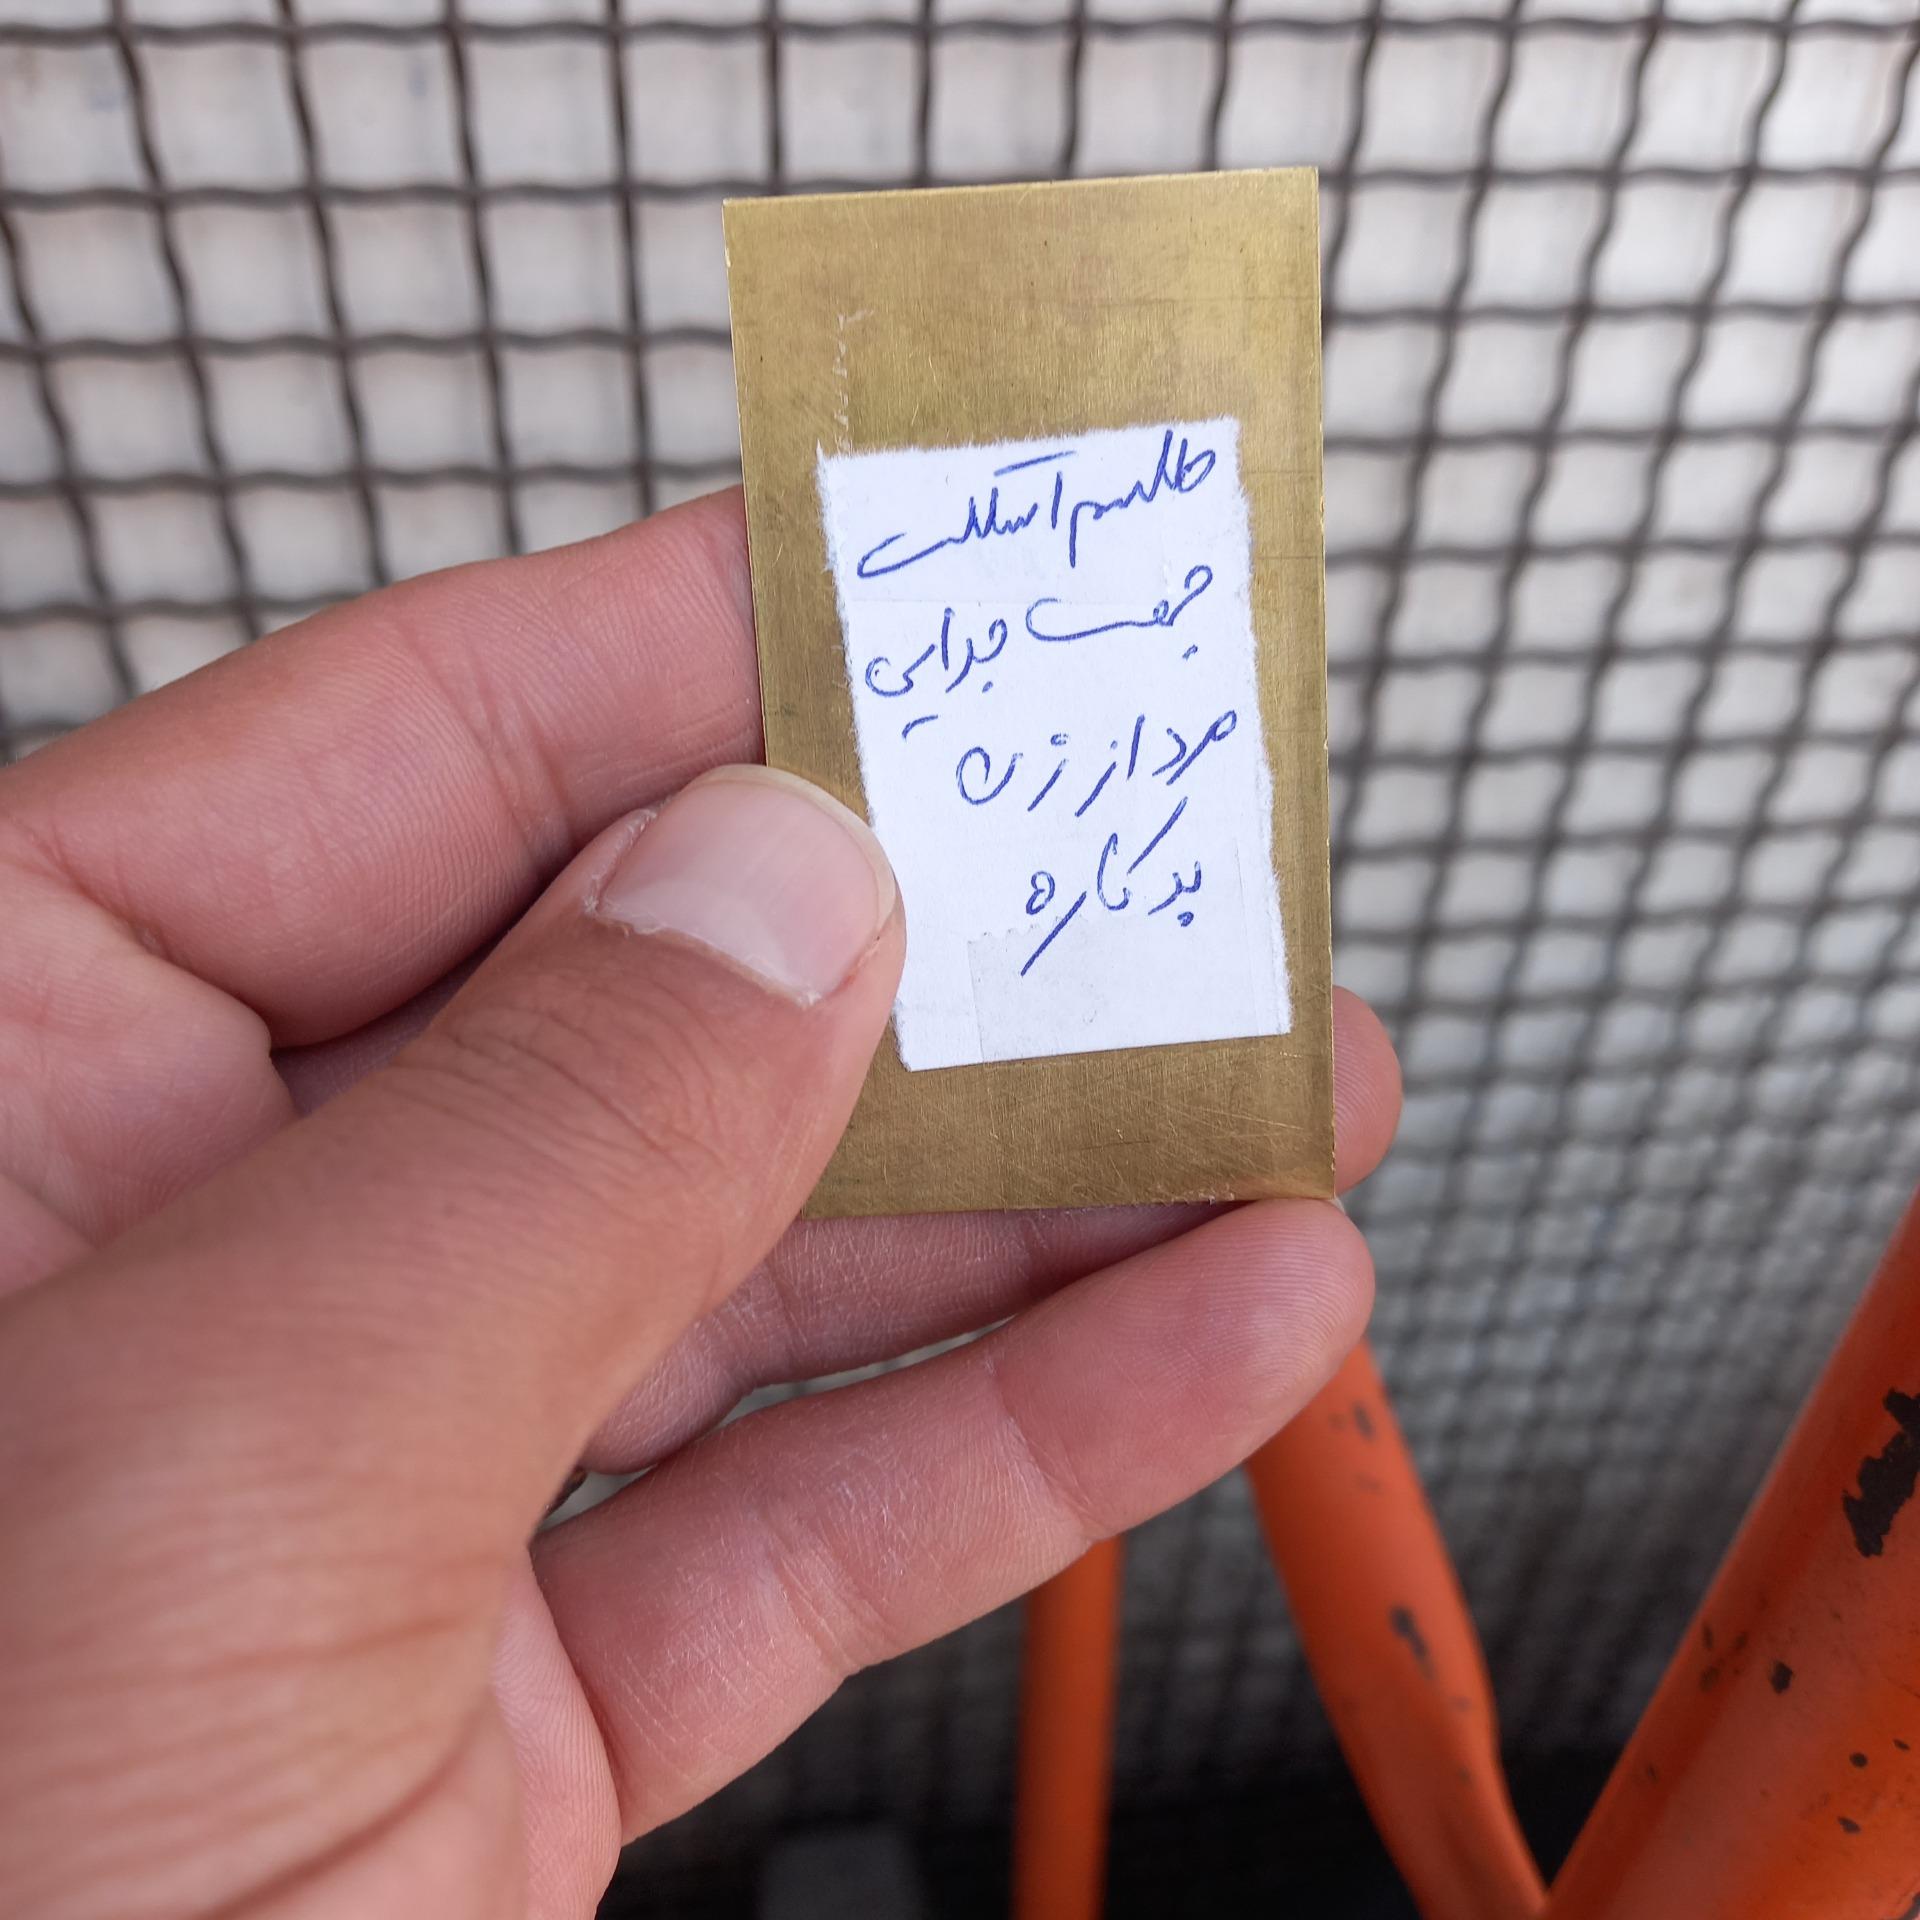 طلسم اسکلت
جهت جدایی
مرد از زن
بدکاره